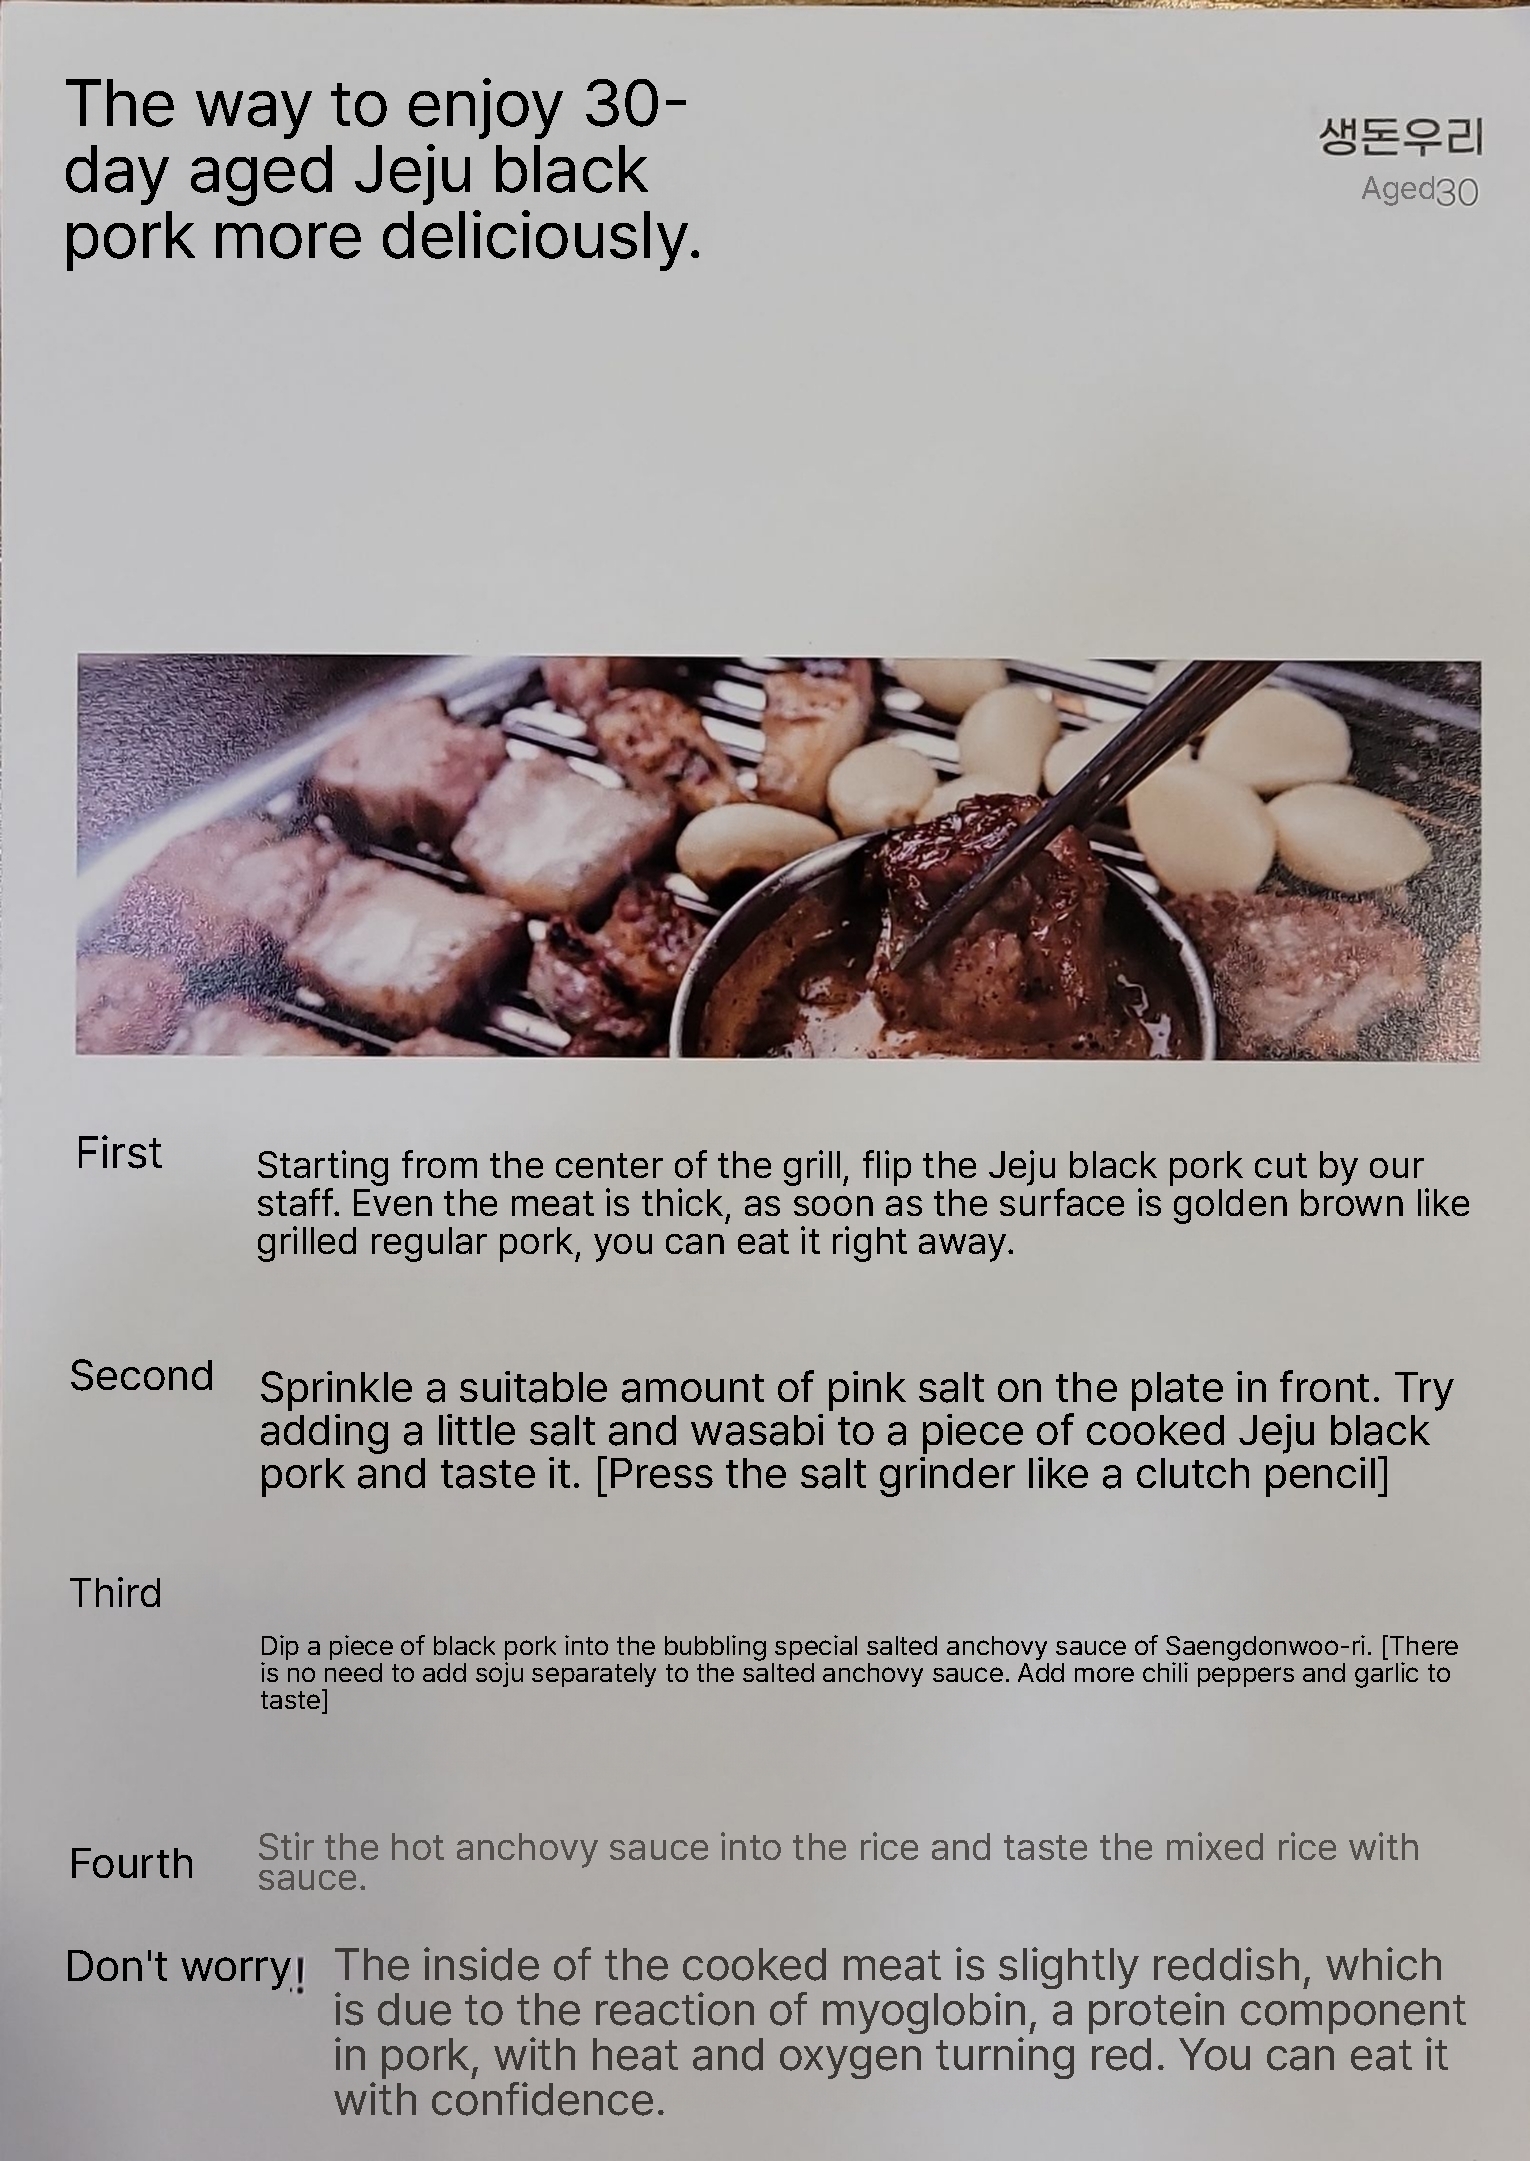 The way to enjoy 30-
day aged Jeju black
pork more deliciously.
생돈우리
Aged30
First
Starting from the center of the grill, flip the Jeju black pork cut by our
staff. Even the meat is thick, as soon as the surface is golden brown like
grilled regular pork, you can eat it right away.
Second
Sprinkle a suitable amount of pink salt on the plate in front. Try
adding a little salt and wasabi to a piece of cooked Jeju black
pork and taste it. [Press the salt grinder like a clutch pencil]
Third
Dip a piece of black pork into the bubbling special salted anchovy sauce of Saengdonwoo-ri. [There
is no need to add soju separately to the salted anchovy sauce. Add more chili peppers and garlic to
taste]
Fourth
Stir the hot anchovy sauce into the rice and taste the mixed rice with
sauce.
Don't worry!
The inside of the cooked meat is slightly reddish, which
is due to the reaction of myoglobin, a protein component
in pork, with heat and oxygen turning red. You can eat it
with confidence.